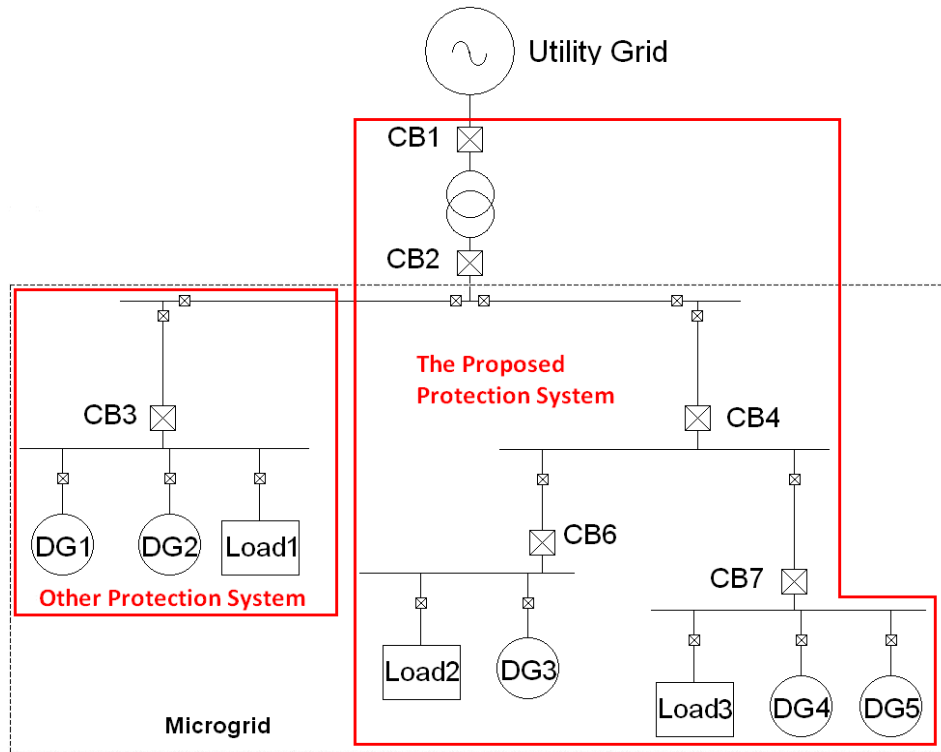 Utility Grid
CB1
CB2
The Proposed
Protection System
CB3
CB4
CB6
DG1
DG2
Load1
CB7
Other Protection System
Load2
DG3
Load3
DG4
DG5
Microgrid